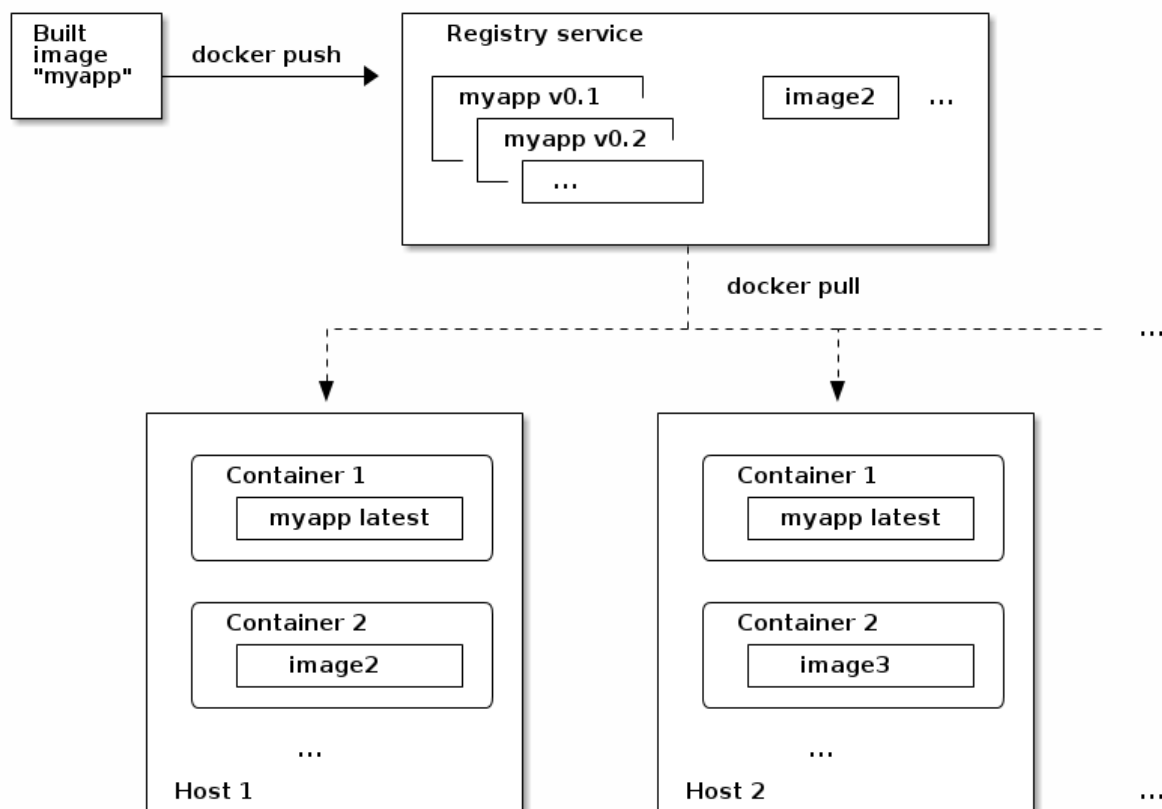 Built
image
"myapp"
docker push
Registry service
myapp v0.1
myapp v0.2
...
image2
...
docker pull
...
Container 1
myapp latest
Container 2
image2
...
Host 1
Container 1
myapp latest
Container 2
image3
...
Host 2
...